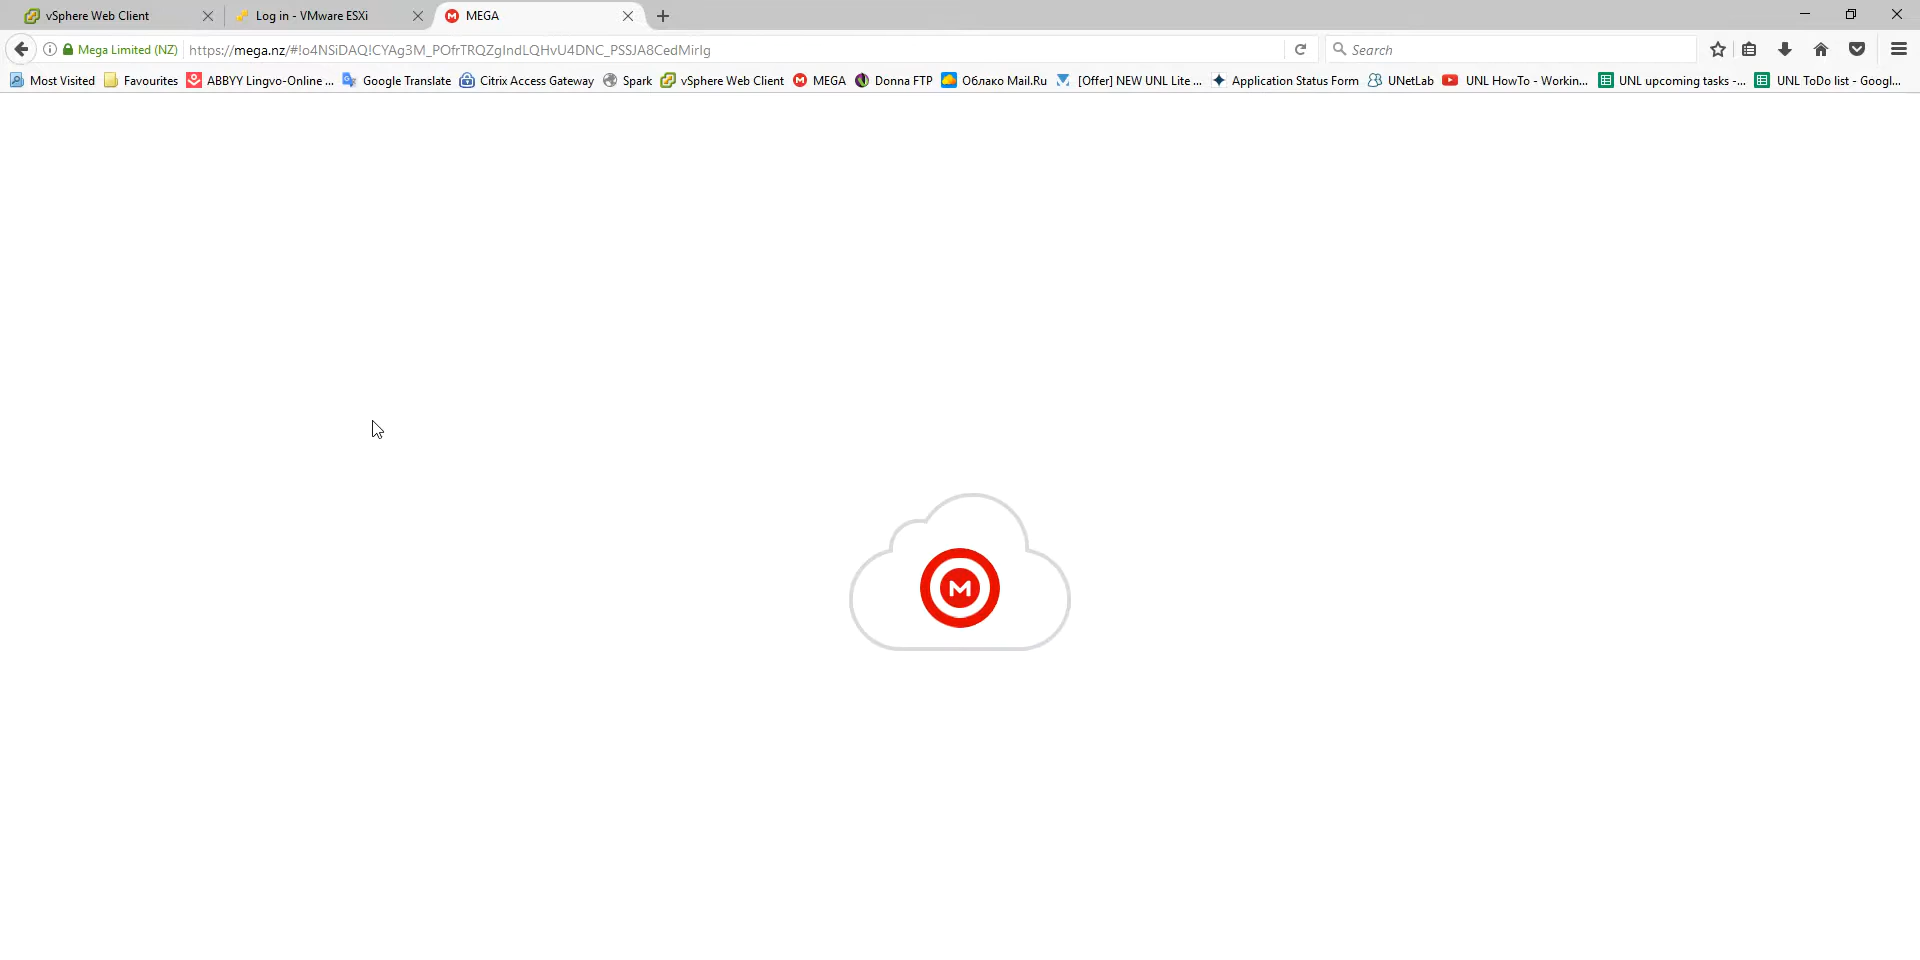 vSphere Web Client
Log in - VMware ESXi
MEGA
Mega Limited (NZ)
https://mega.nz/#!o4NSiDAQ!CYAg3M_POfrTRQZgIndLQHvU4DNC_PSSJA8CedMirIg
Search
Most Visited
Favourites
ABBYY Lingvo-Online ...
Google Translate
Citrix Access Gateway
Spark
vSphere Web Client
MEGA
Donna FTP
Облако Mail.Ru
[Offer] NEW UNL Lite ...
Application Status Form
UNetLab
UNL HowTo - Workin...
UNL upcoming tasks -...
UNL ToDo list - Googl...
M